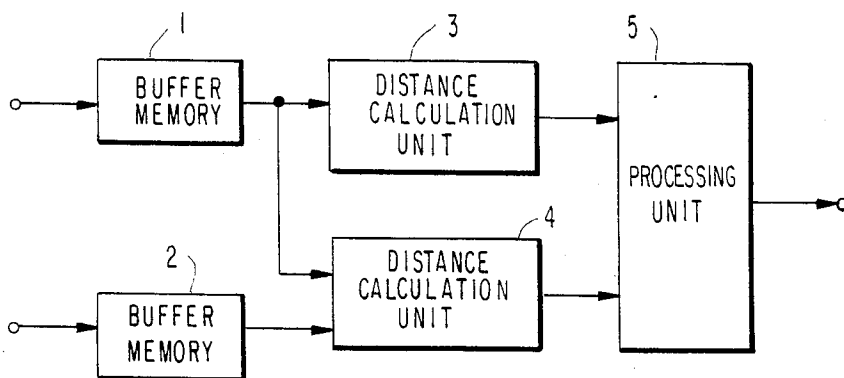 1
BUFFER
MEMORY
3
DISTANCE
CALCULATION
UNIT
5
PROCESSING
UNIT
2
BUFFER
MEMORY
4
DISTANCE
CALCULATION
UNIT